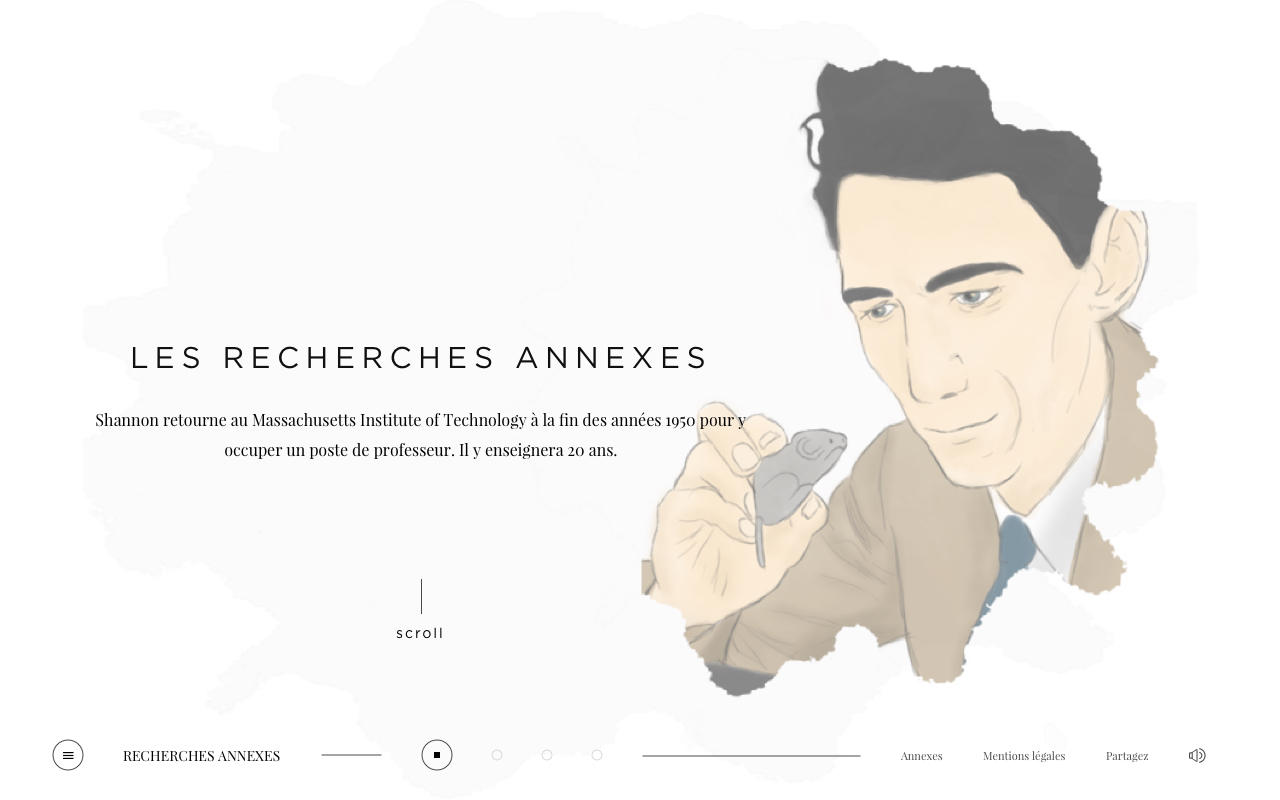 LES RECHERCHES ANNEXES
Shannon retourne au Massachusetts Institute of Technology à la fin des années 1950 pour y
occuper un poste de professeur. Il y enseignera 20 ans.
scroll
RECHERCHES ANNEXES
Annexes
Mentions légales
Partagez